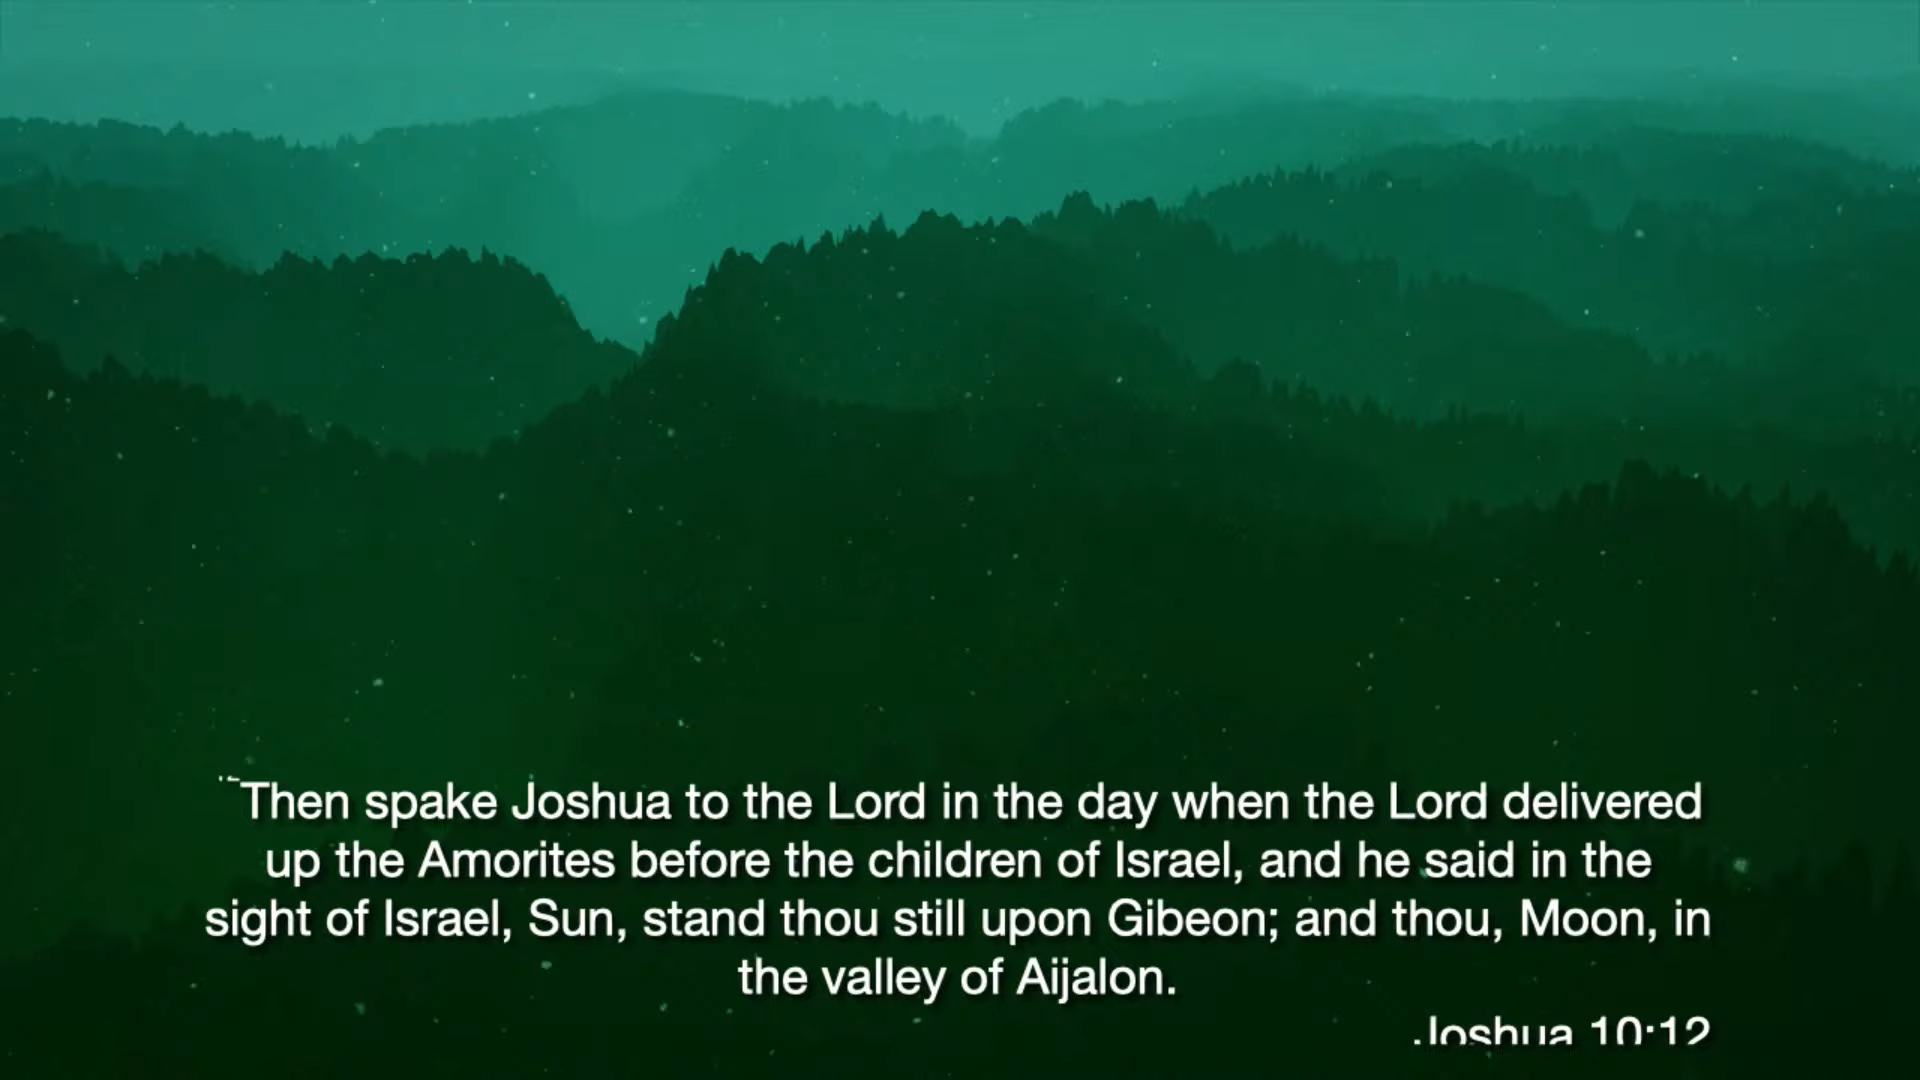 12 Then spake Joshua to the Lord in the day when the Lord delivered
up the Amorites before the children of Israel, and he said in the
sight of Israel, Sun, stand thou still upon Gibeon; and thou, Moon, in
the valley of Aijalon.
Joshua 10:12